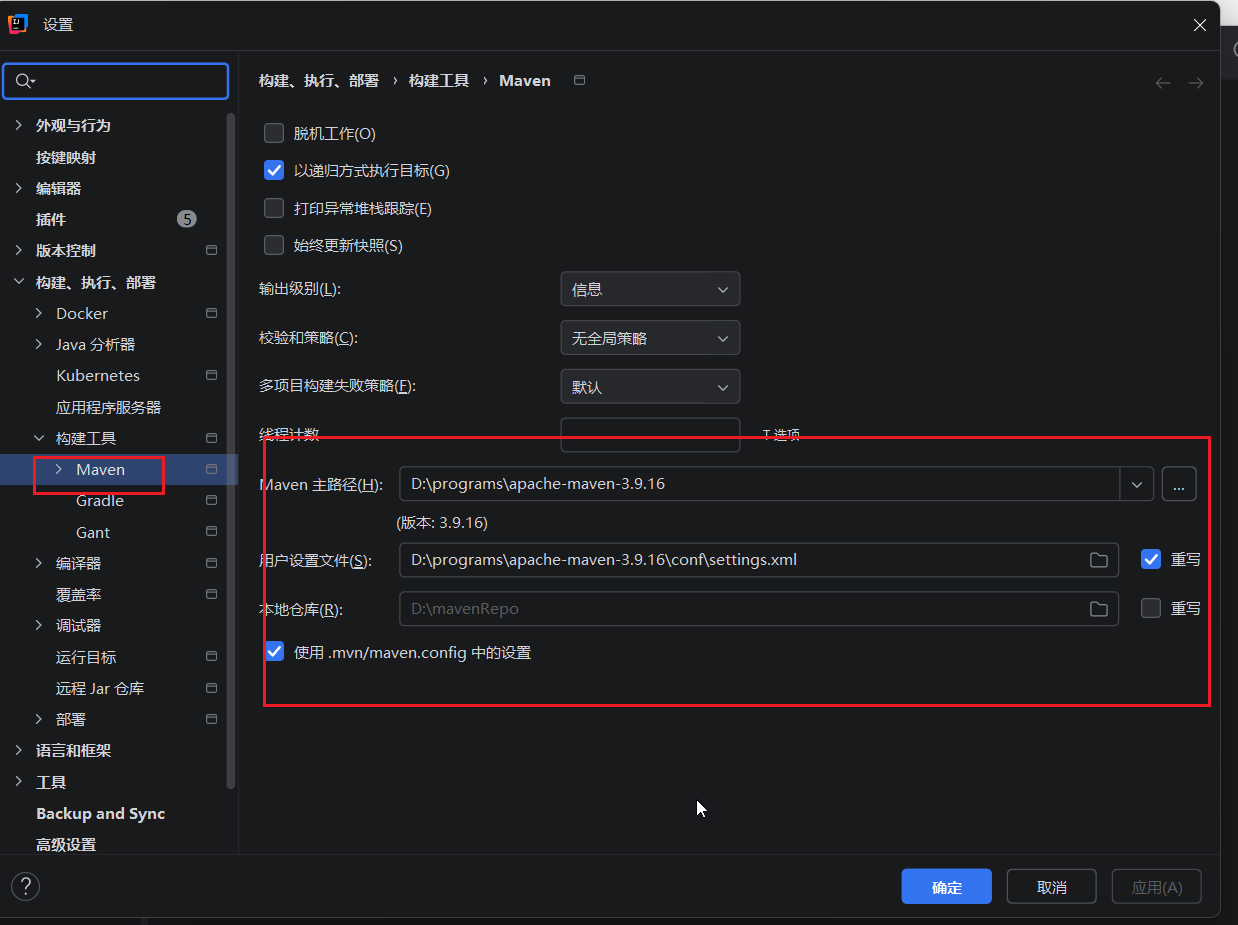 设置
外观与行为
按键映射
编辑器
插件 5
版本控制
构建、执行、部署
Docker
Java 分析器
Kubernetes
应用程序服务器
构建工具
Maven
Gradle
Gant
编译器
覆盖率
调试器
运行目标
远程 Jar 仓库
部署
语言和框架
工具
Backup and Sync
高级设置
构建、执行、部署 › 构建工具 › Maven
脱机工作(O)
以递归方式执行目标(G)
打印异常堆栈跟踪(E)
始终更新快照(S)
输出级别(L): 信息
校验和策略(C): 无全局策略
多项目构建失败策略(F): 默认
线程计数 -T 选项
Maven 主路径(H): D:\programs\apache-maven-3.9.16 ...
(版本: 3.9.16)
用户设置文件(S): D:\programs\apache-maven-3.9.16\conf\settings.xml 重写
本地仓库(R): D:\mavenRepo 重写
使用 .mvn/maven.config 中的设置
? 确定 取消 应用(A)